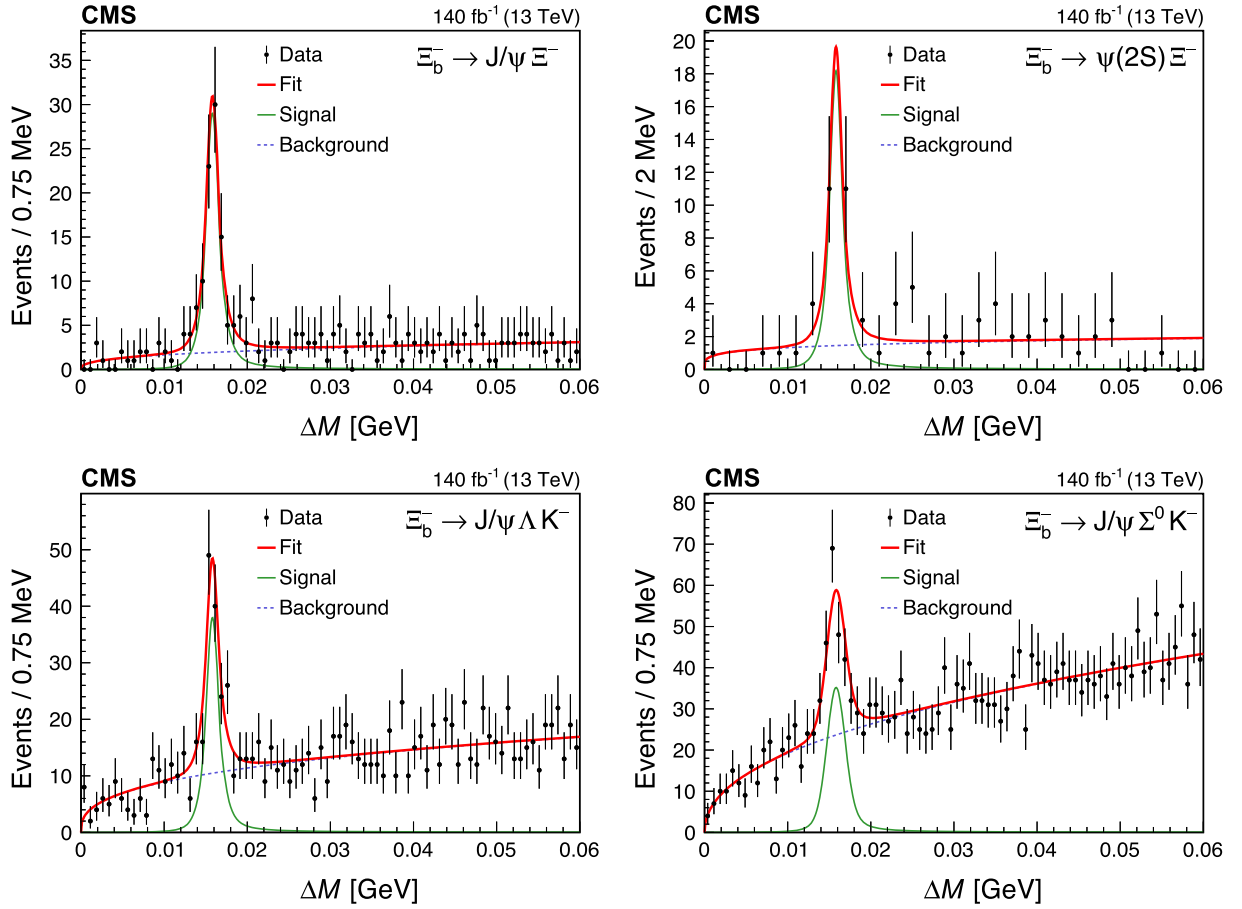 CMS 140 fb⁻¹ (13 TeV)
Ξ_b⁻ → J/ψ Ξ⁻
Data
Fit
Signal
Background
Events / 0.75 MeV
35
30
25
20
15
10
5
0
0 0.01 0.02 0.03 0.04 0.05 0.06
ΔM [GeV]
CMS 140 fb⁻¹ (13 TeV)
Ξ_b⁻ → ψ(2S) Ξ⁻
Data
Fit
Signal
Background
Events / 2 MeV
20
18
16
14
12
10
8
6
4
2
0
0 0.01 0.02 0.03 0.04 0.05 0.06
ΔM [GeV]
CMS 140 fb⁻¹ (13 TeV)
Ξ_b⁻ → J/ψ Λ K⁻
Data
Fit
Signal
Background
Events / 0.75 MeV
50
40
30
20
10
0
0 0.01 0.02 0.03 0.04 0.05 0.06
ΔM [GeV]
CMS 140 fb⁻¹ (13 TeV)
Ξ_b⁻ → J/ψ Σ⁰ K⁻
Data
Fit
Signal
Background
Events / 0.75 MeV
80
70
60
50
40
30
20
10
0
0 0.01 0.02 0.03 0.04 0.05 0.06
ΔM [GeV]